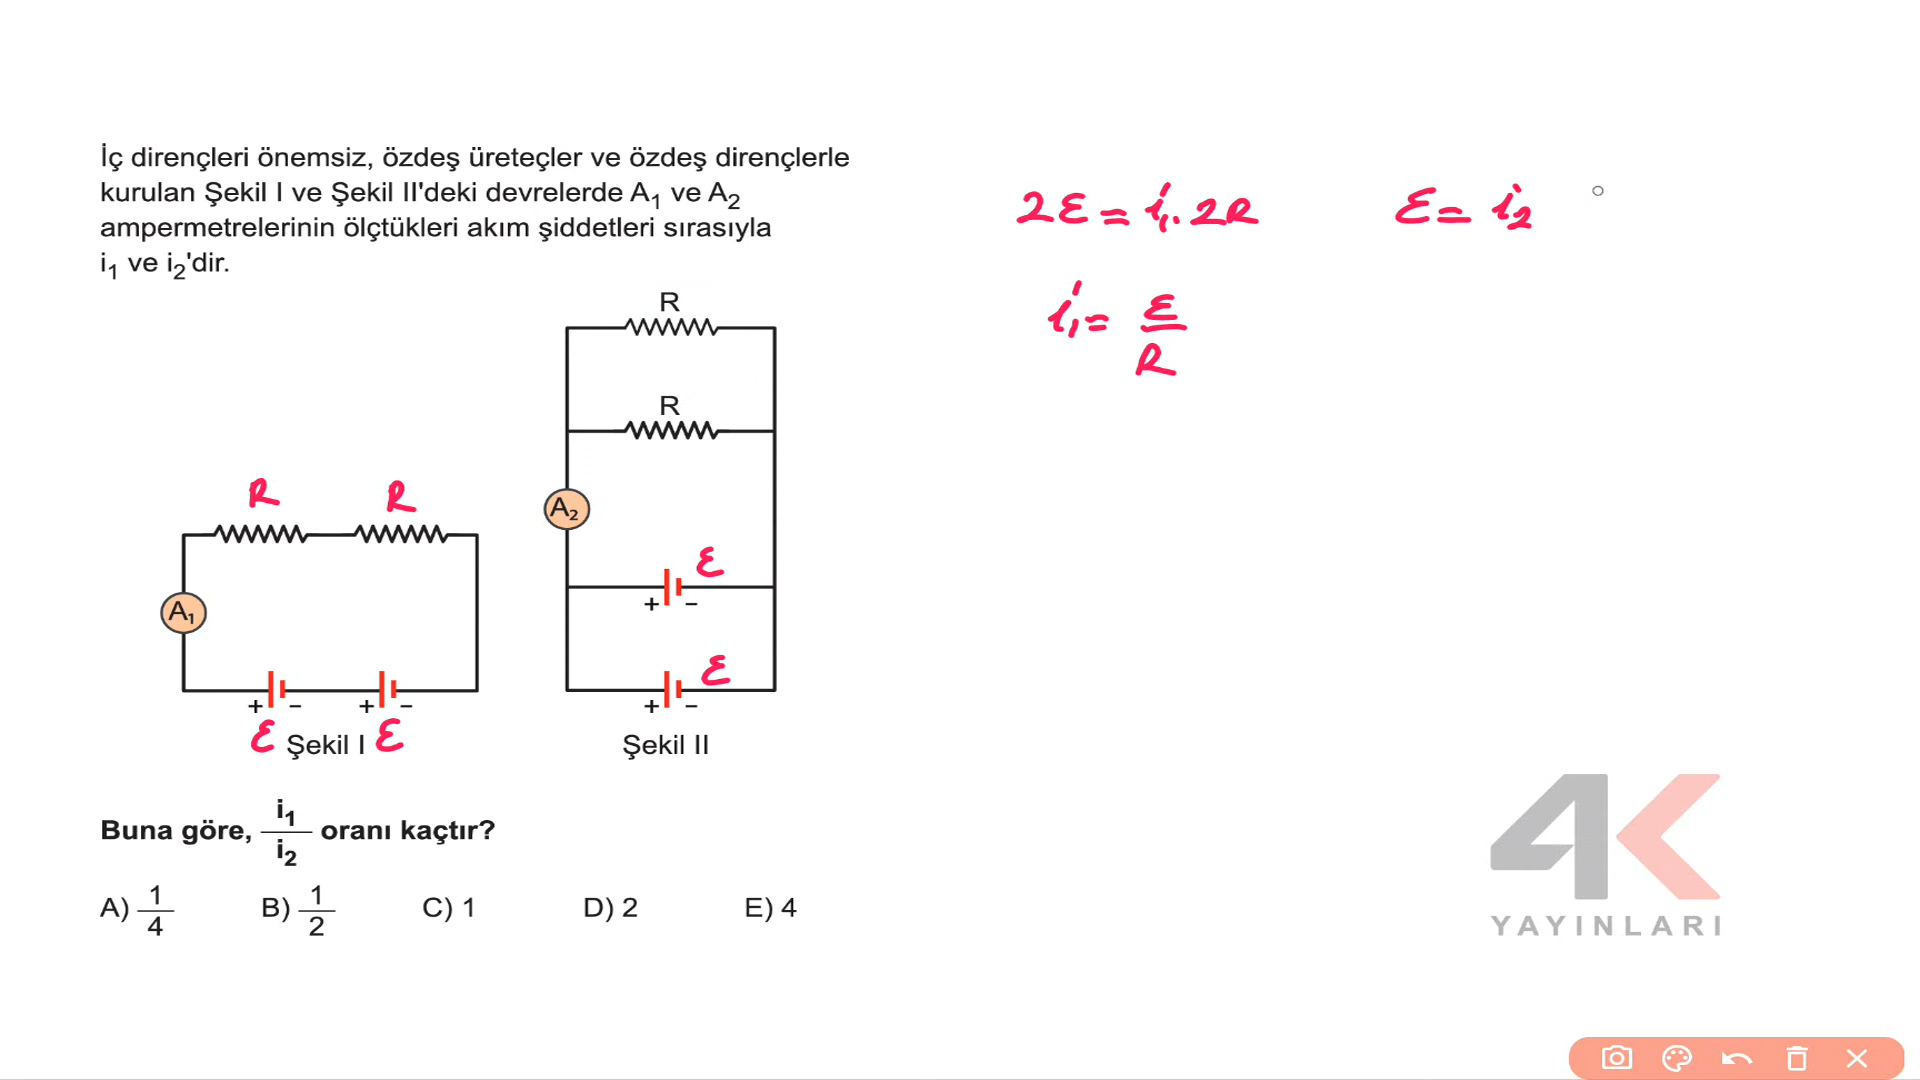 İç dirençleri önemsiz, özdeş üreteçler ve özdeş dirençlerle
kurulan Şekil I ve Şekil II'deki devrelerde A₁ ve A₂
ampermetrelerinin ölçtükleri akım şiddetleri sırasıyla
i₁ ve i₂'dir.
R
R
R R
A₂
A₁
ε
+ −
ε
+ −
+ − + −
ε Şekil I ε
Şekil II
Buna göre, i₁/i₂ oranı kaçtır?
A) 1/4 B) 1/2 C) 1 D) 2 E) 4
2ε = i₁.2R
i₁ = ε/R
ε = i₂
4K
YAYINLARI